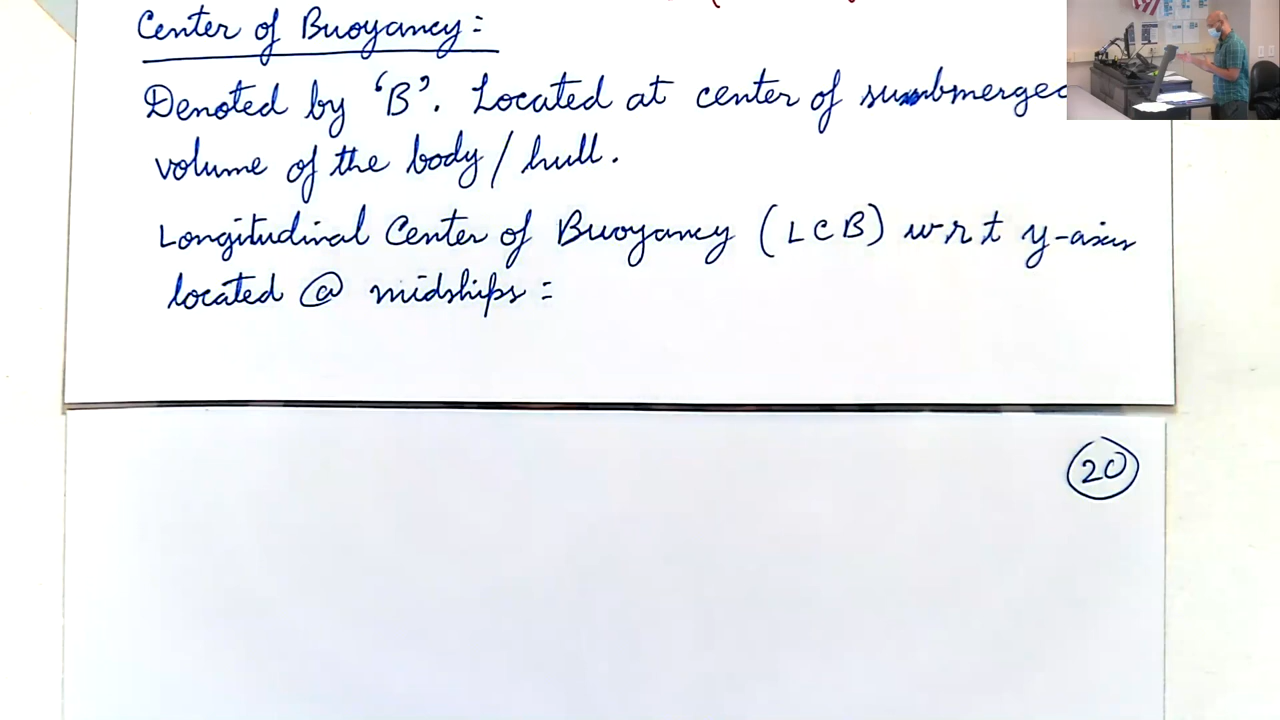 Center of Buoyancy:
Denoted by 'B'. Located at center of submerged
volume of the body / hull.
Longitudinal Center of Buoyancy (LCB) wrt y-axis
located @ midships =
20